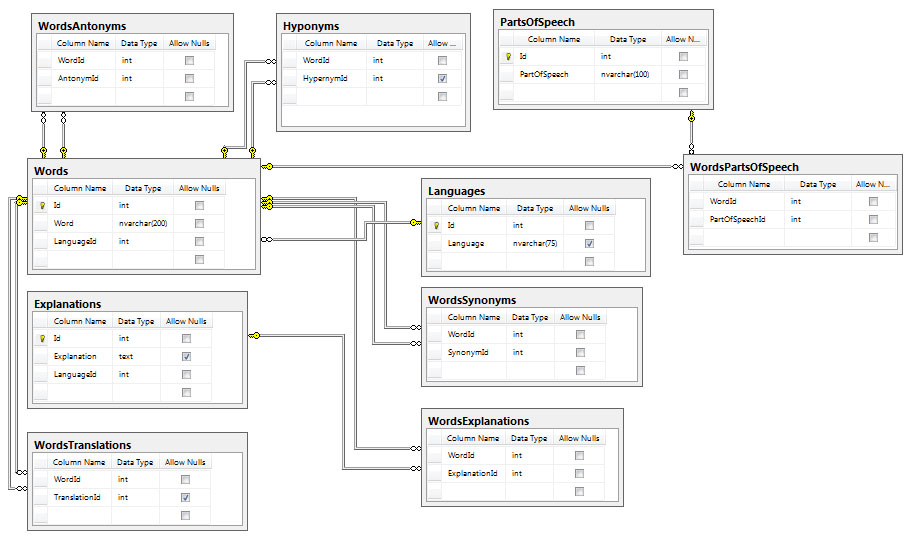 WordsAntonyms
Column Name Data Type Allow Nulls
WordId int
AntonymId int
Hyponyms
Column Name Data Type Allow ...
WordId int
HypernymId int
PartsOfSpeech
Column Name Data Type Allow N...
Id int
PartOfSpeech nvarchar(100)
Words
Column Name Data Type Allow Nulls
Id int
Word nvarchar(200)
LanguageId int
Languages
Column Name Data Type Allow Nulls
Id int
Language nvarchar(75)
WordsPartsOfSpeech
Column Name Data Type Allow N...
WordId int
PartOfSpeechId int
Explanations
Column Name Data Type Allow Nulls
Id int
Explanation text
LanguageId int
WordsSynonyms
Column Name Data Type Allow Nulls
WordId int
SynonymId int
WordsTranslations
Column Name Data Type Allow Nulls
WordId int
TranslationId int
WordsExplanations
Column Name Data Type Allow Nulls
WordId int
ExplanationId int